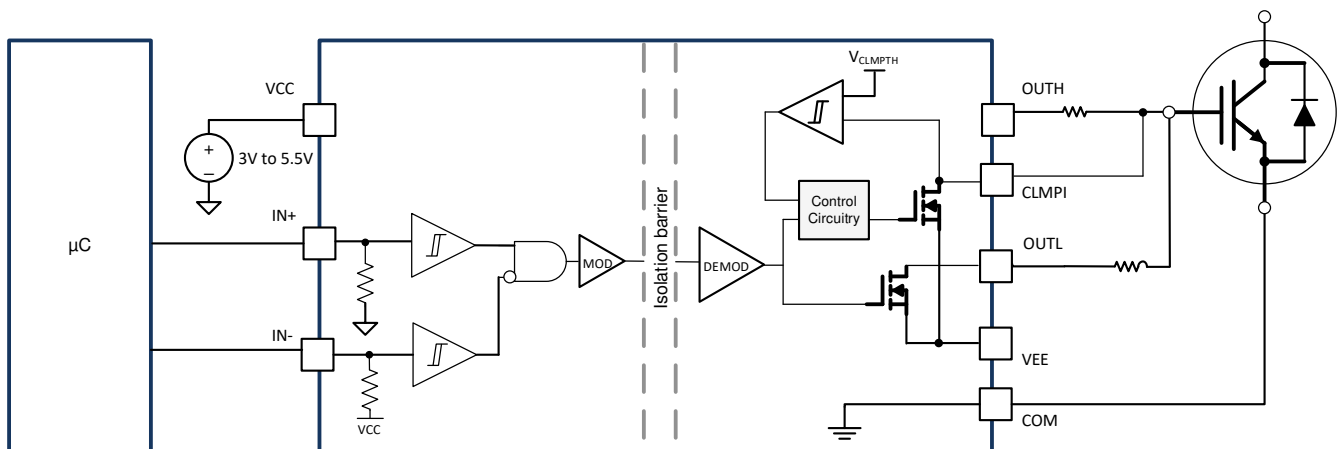 µC
VCC
+
−
3V to 5.5V
IN+
IN-
VCC
MOD
Isolation barrier
DEMOD
VCLMPTH
Control
Circuitry
OUTH
CLMPI
OUTL
VEE
COM